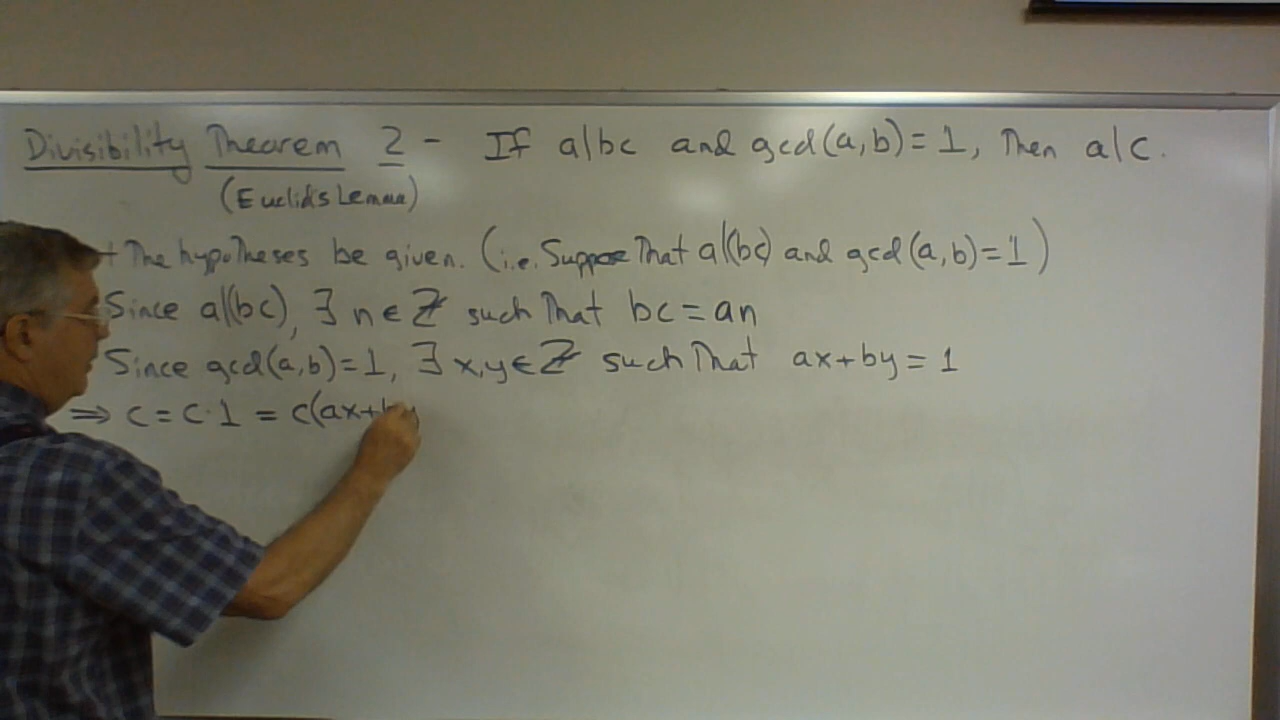 Divisibility Theorem 2 - If a|bc and gcd(a,b)=1, Then a|c.
(Euclid's Lemma)
The hypotheses be given. (i.e. Suppose That a|(bc) and gcd(a,b)=1)
Since a|(bc), ∃ n∈ℤ such That bc=an
Since gcd(a,b)=1, ∃ x,y∈ℤ such That ax+by=1
⇒ c=c·1 = c(ax+by